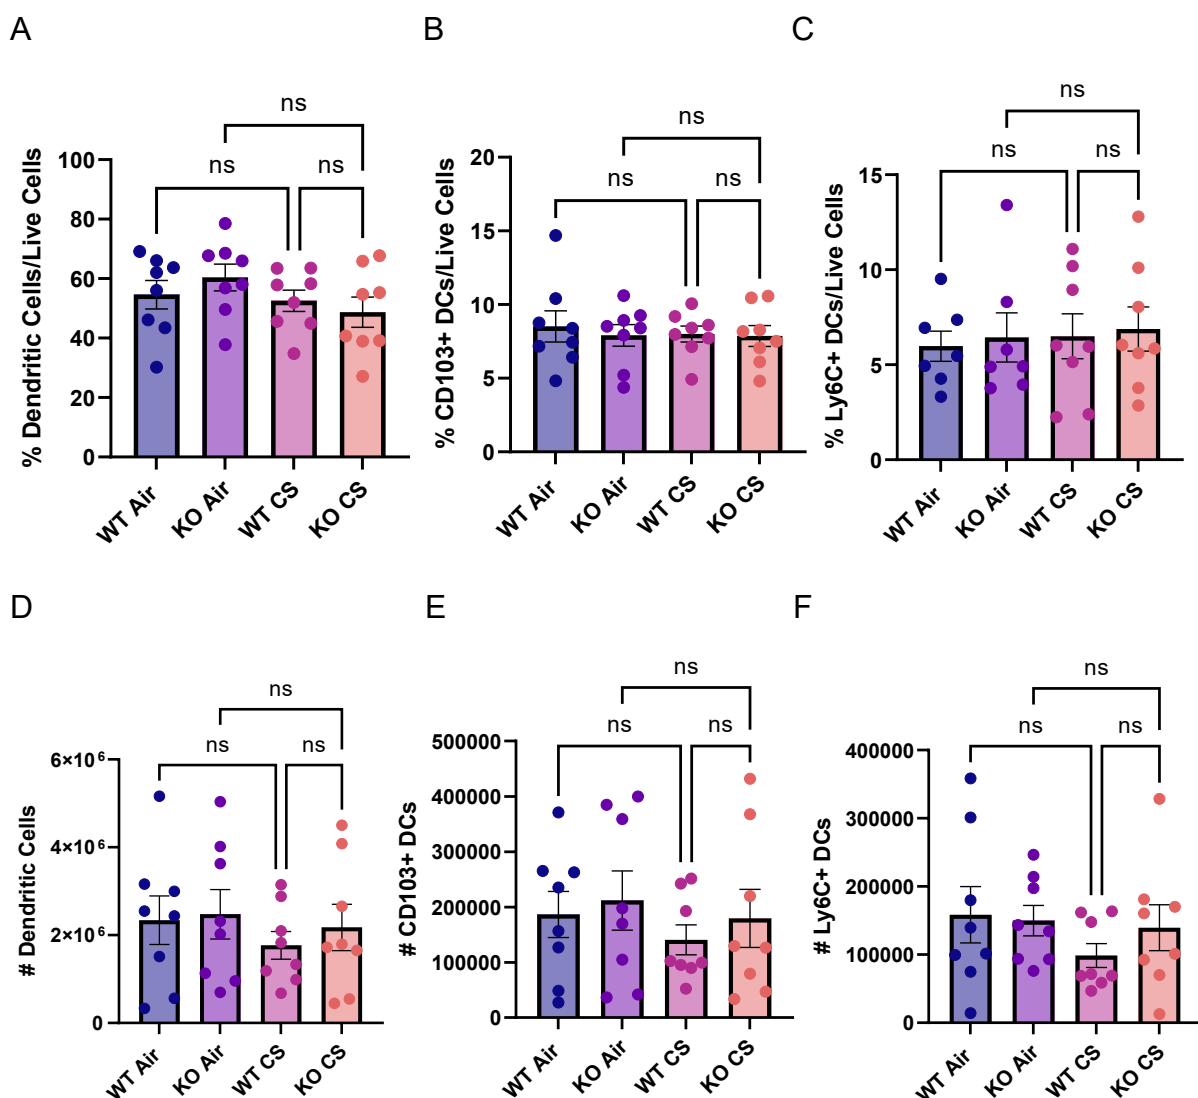 A
B
C
ns
ns
ns
% Dendritic Cells/Live Cells
100
80
60
40
20
0
WT Air
KO Air
WT CS
KO CS
ns
ns
ns
% CD103+ DCs/Live Cells
20
15
10
5
0
WT Air
KO Air
WT CS
KO CS
ns
ns
ns
% Ly6C+ DCs/Live Cells
15
10
5
0
WT Air
KO Air
WT CS
KO CS
D
E
F
ns
ns
ns
# Dendritic Cells
6×10⁶
4×10⁶
2×10⁶
0
WT Air
KO Air
WT CS
KO CS
ns
ns
ns
# CD103+ DCs
500000
400000
300000
200000
100000
0
WT Air
KO Air
WT CS
KO CS
ns
ns
ns
# Ly6C+ DCs
400000
300000
200000
100000
0
WT Air
KO Air
WT CS
KO CS